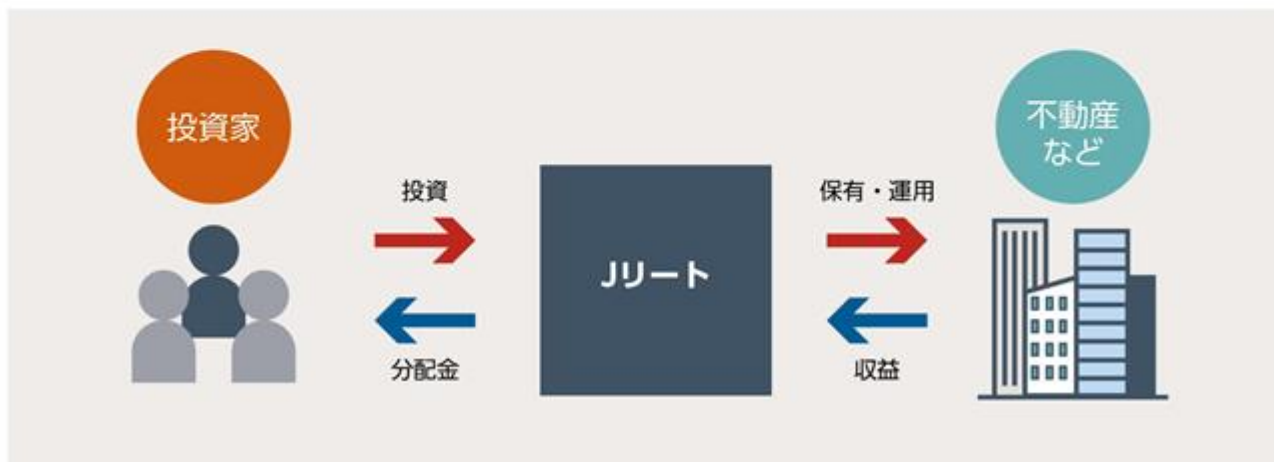 投資家
不動産
など
投資
保有・運用
Jリート
分配金
収益